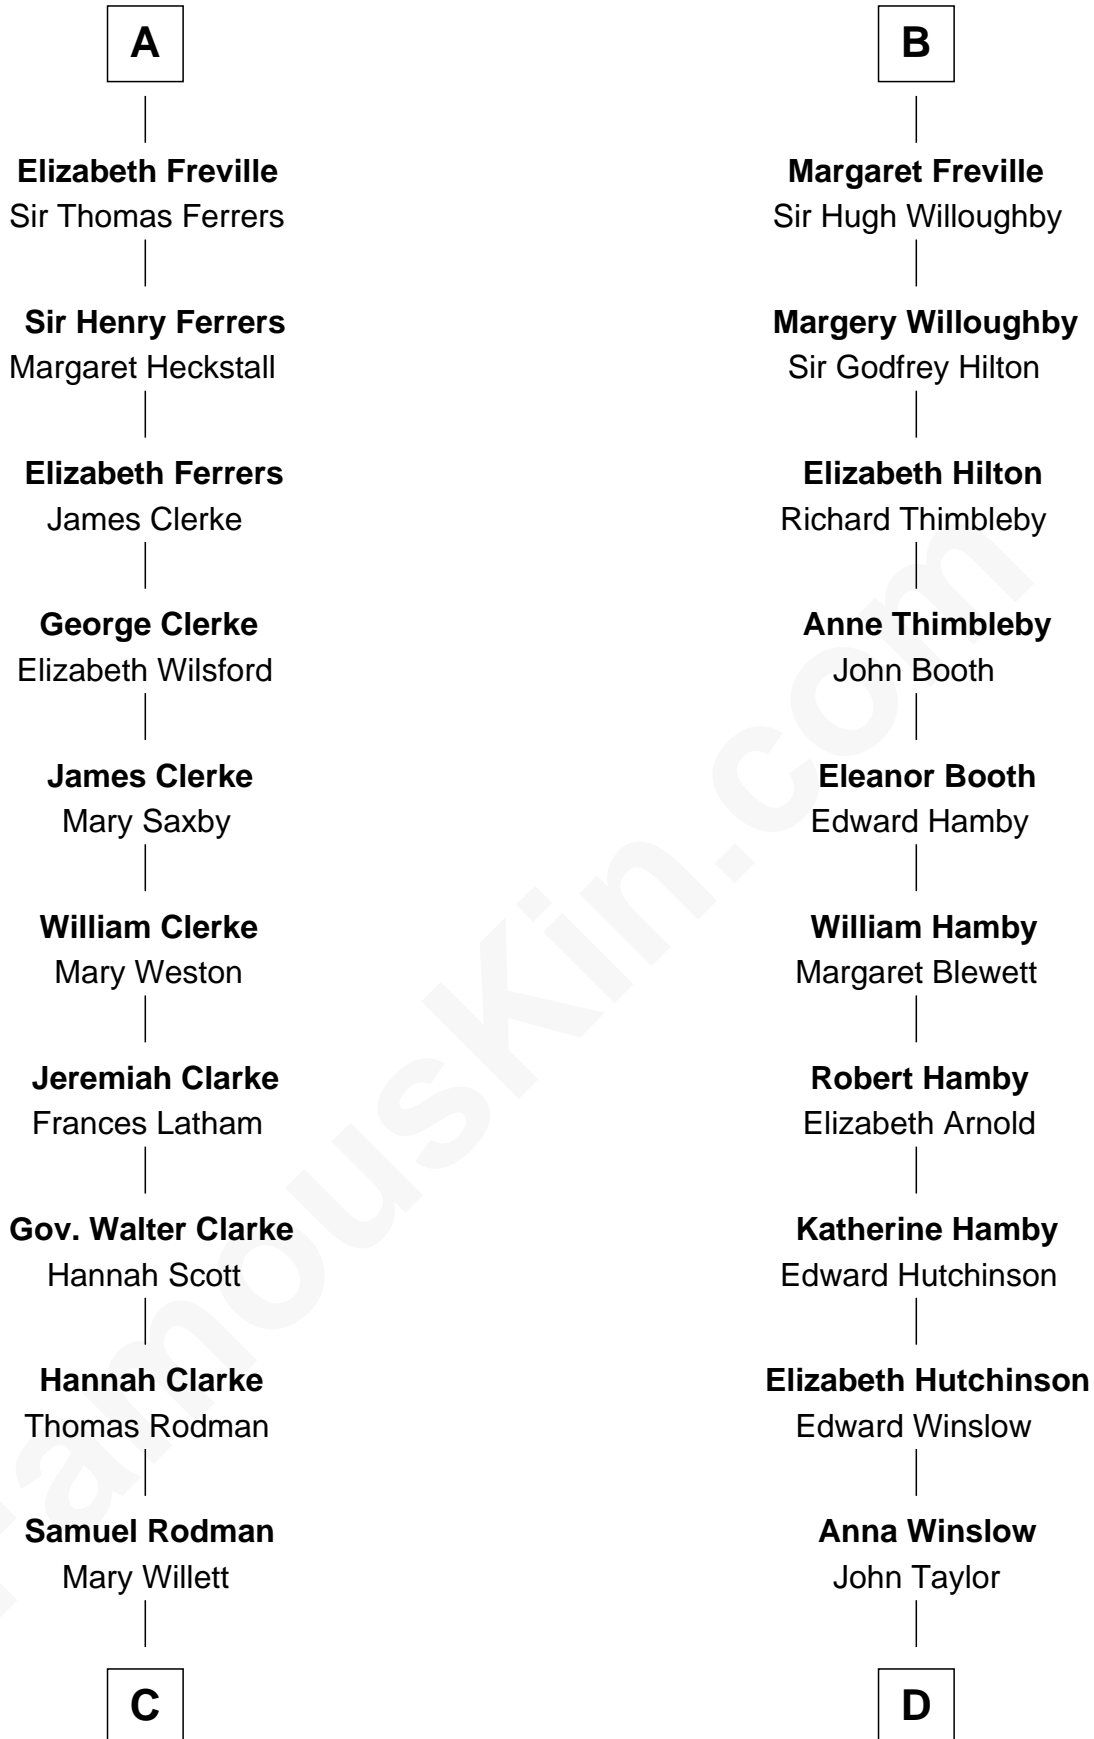 A
Elizabeth Freville
Sir Thomas Ferrers
Sir Henry Ferrers
Margaret Heckstall
Elizabeth Ferrers
James Clerke
George Clerke
Elizabeth Wilsford
James Clerke
Mary Saxby
William Clerke
Mary Weston
Jeremiah Clarke
Frances Latham
Gov. Walter Clarke
Hannah Scott
Hannah Clarke
Thomas Rodman
Samuel Rodman
Mary Willett
C
B
Margaret Freville
Sir Hugh Willoughby
Margery Willoughby
Sir Godfrey Hilton
Elizabeth Hilton
Richard Thimbleby
Anne Thimbleby
John Booth
Eleanor Booth
Edward Hamby
William Hamby
Margaret Blewett
Robert Hamby
Elizabeth Arnold
Katherine Hamby
Edward Hutchinson
Elizabeth Hutchinson
Edward Winslow
Anna Winslow
John Taylor
D
FamousKin.com